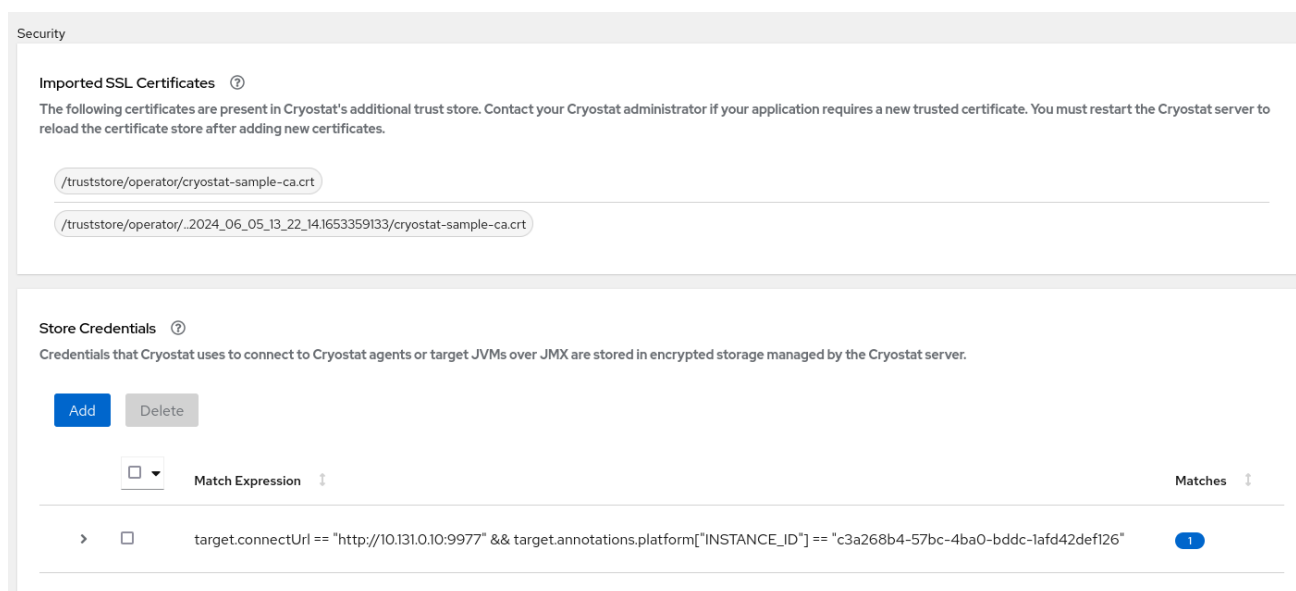 Security
Imported SSL Certificates
The following certificates are present in Cryostat's additional trust store. Contact your Cryostat administrator if your application requires a new trusted certificate. You must restart the Cryostat server to
reload the certificate store after adding new certificates.
/truststore/operator/cryostat-sample-ca.crt
/truststore/operator/..2024_06_05_13_22_14.1653359133/cryostat-sample-ca.crt
Store Credentials
Credentials that Cryostat uses to connect to Cryostat agents or target JVMs over JMX are stored in encrypted storage managed by the Cryostat server.
Add Delete
Match Expression Matches
target.connectUrl == "http://10.131.0.10:9977" && target.annotations.platform["INSTANCE_ID"] == "c3a268b4-57bc-4ba0-bddc-1afd42def126" 1